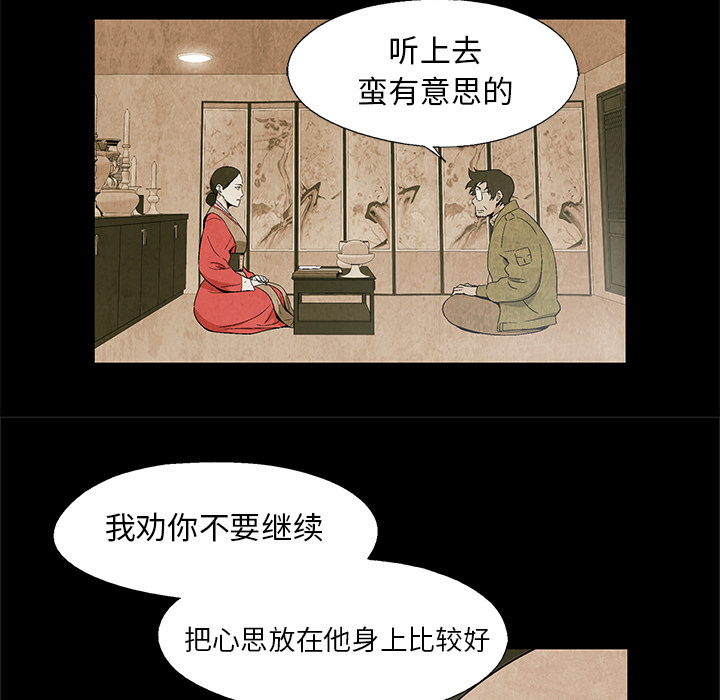 听上去
蛮有意思的
我劝你不要继续
把心思放在他身上比较好